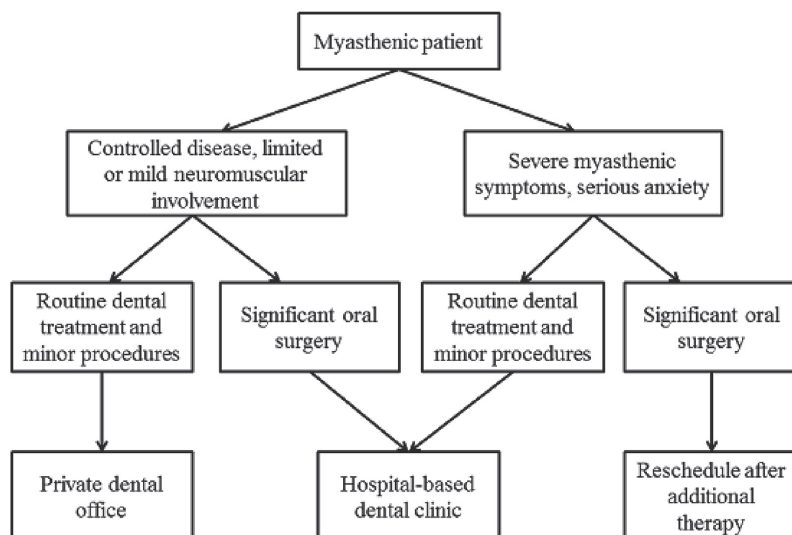 Myasthenic patient
Controlled disease, limited
or mild neuromuscular
involvement
Severe myasthenic
symptoms, serious anxiety
Routine dental
treatment and
minor procedures
Significant oral
surgery
Routine dental
treatment and
minor procedures
Significant oral
surgery
Private dental
office
Hospital-based
dental clinic
Reschedule after
additional
therapy